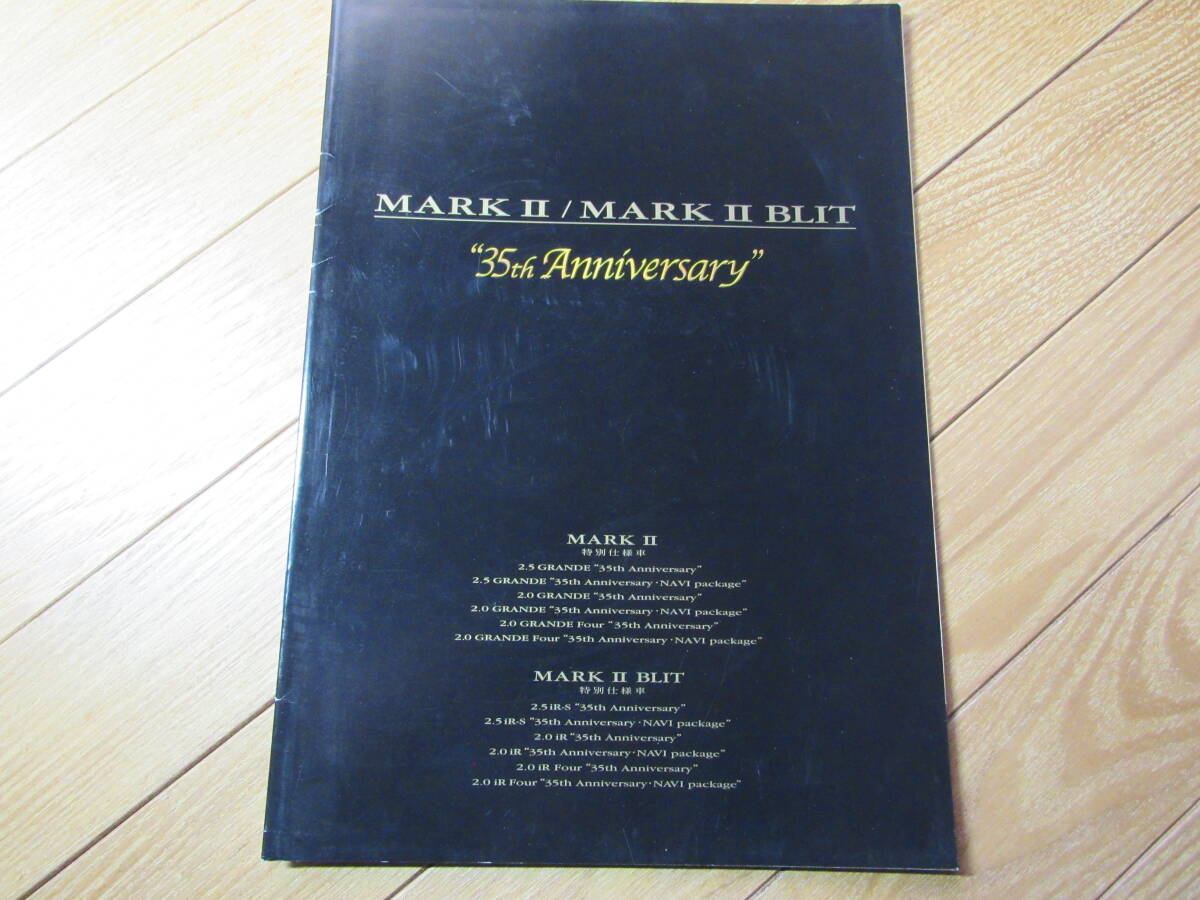 MARK II / MARK II BLIT
“35th Anniversary”
MARK II
特別仕様車
2.5 GRANDE “35th Anniversary”
2.5 GRANDE “35th Anniversary・NAVI package”
2.0 GRANDE “35th Anniversary”
2.0 GRANDE “35th Anniversary・NAVI package”
2.0 GRANDE Four “35th Anniversary”
2.0 GRANDE Four “35th Anniversary・NAVI package”
MARK II BLIT
特別仕様車
2.5 iR-S “35th Anniversary”
2.5 iR-S “35th Anniversary・NAVI package”
2.0 iR “35th Anniversary”
2.0 iR “35th Anniversary・NAVI package”
2.0 iR Four “35th Anniversary”
2.0 iR Four “35th Anniversary・NAVI package”